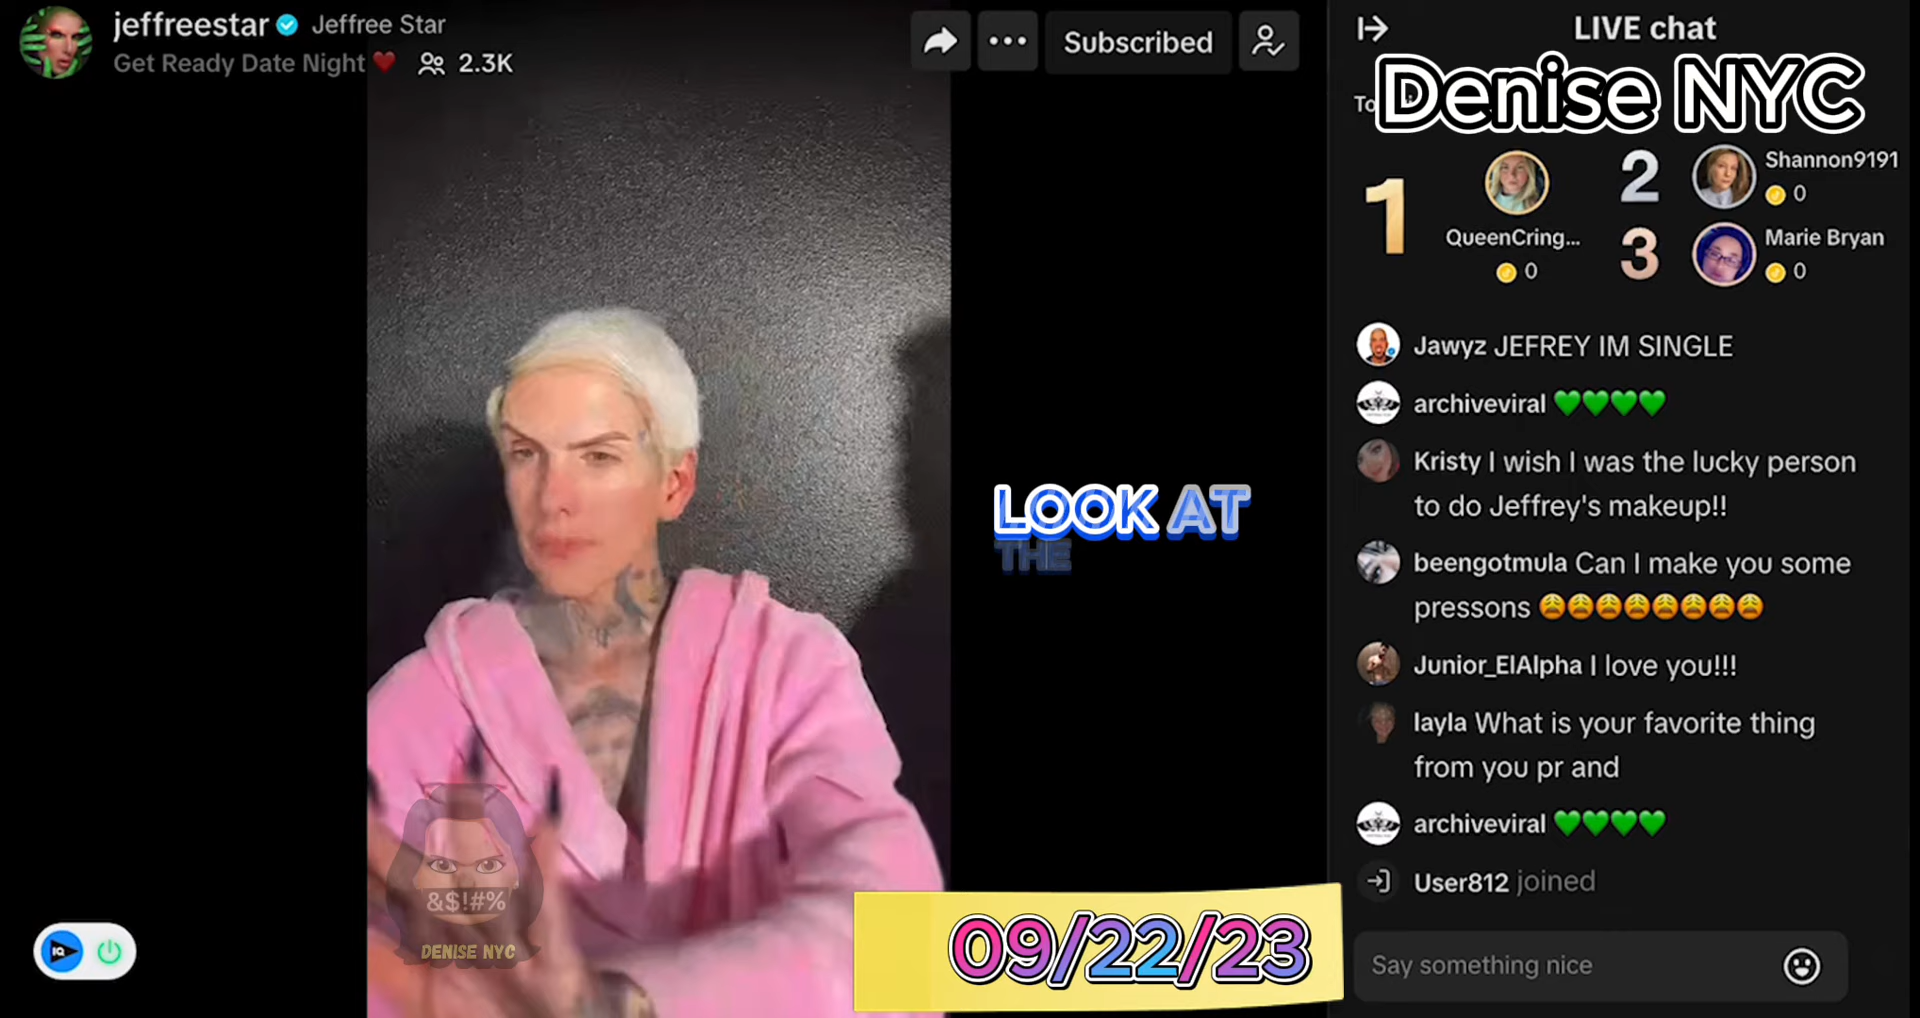 jeffreestar Jeffree Star
Get Ready Date Night ❤️ 2.3K
Subscribed
LIVE chat
Denise NYC
1
QueenCring...
0
2
Shannon9191
0
3
Marie Bryan
0
Jawyz JEFREY IM SINGLE
archiveviral 💚💚💚💚
Kristy I wish I was the lucky person
to do Jeffrey's makeup!!
beengotmula Can I make you some
pressons 😩😩😩😩😩😩😩😩
Junior_ElAlpha I love you!!!
layla What is your favorite thing
from you pr and
archiveviral 💚💚💚💚
User812 joined
Say something nice
LOOK AT
THE
&$!#%
DENISE NYC
09/22/23